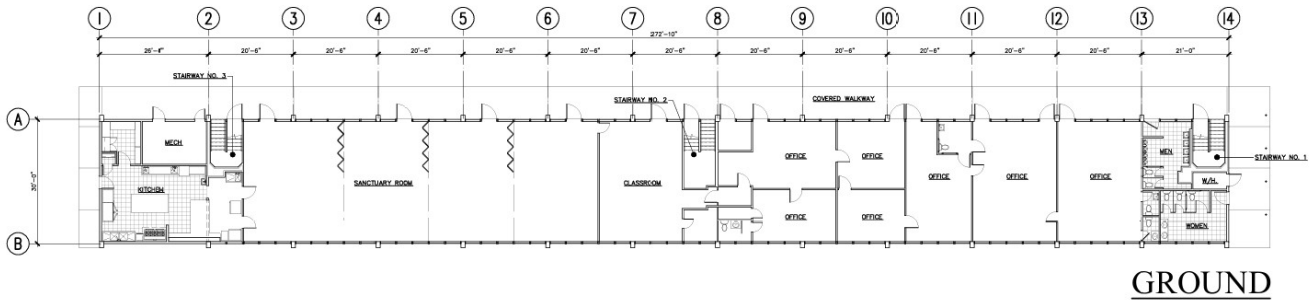 1 2 3 4 5 6 7 8 9 10 11 12 13 14
272'-10"
26'-4" 20'-6" 20'-6" 20'-6" 20'-6" 20'-6" 20'-6" 20'-6" 20'-6" 20'-6" 20'-6" 20'-6" 21'-0"
STAIRWAY NO. 3
STAIRWAY NO. 2
COVERED WALKWAY
A
MECH
MEN
OFFICE
OFFICE
STAIRWAY NO. 1
30'-0"
KITCHEN
SANCTUARY ROOM
CLASSROOM
OFFICE
OFFICE
OFFICE
W/H.
OFFICE
OFFICE
WOMEN
B
GROUND